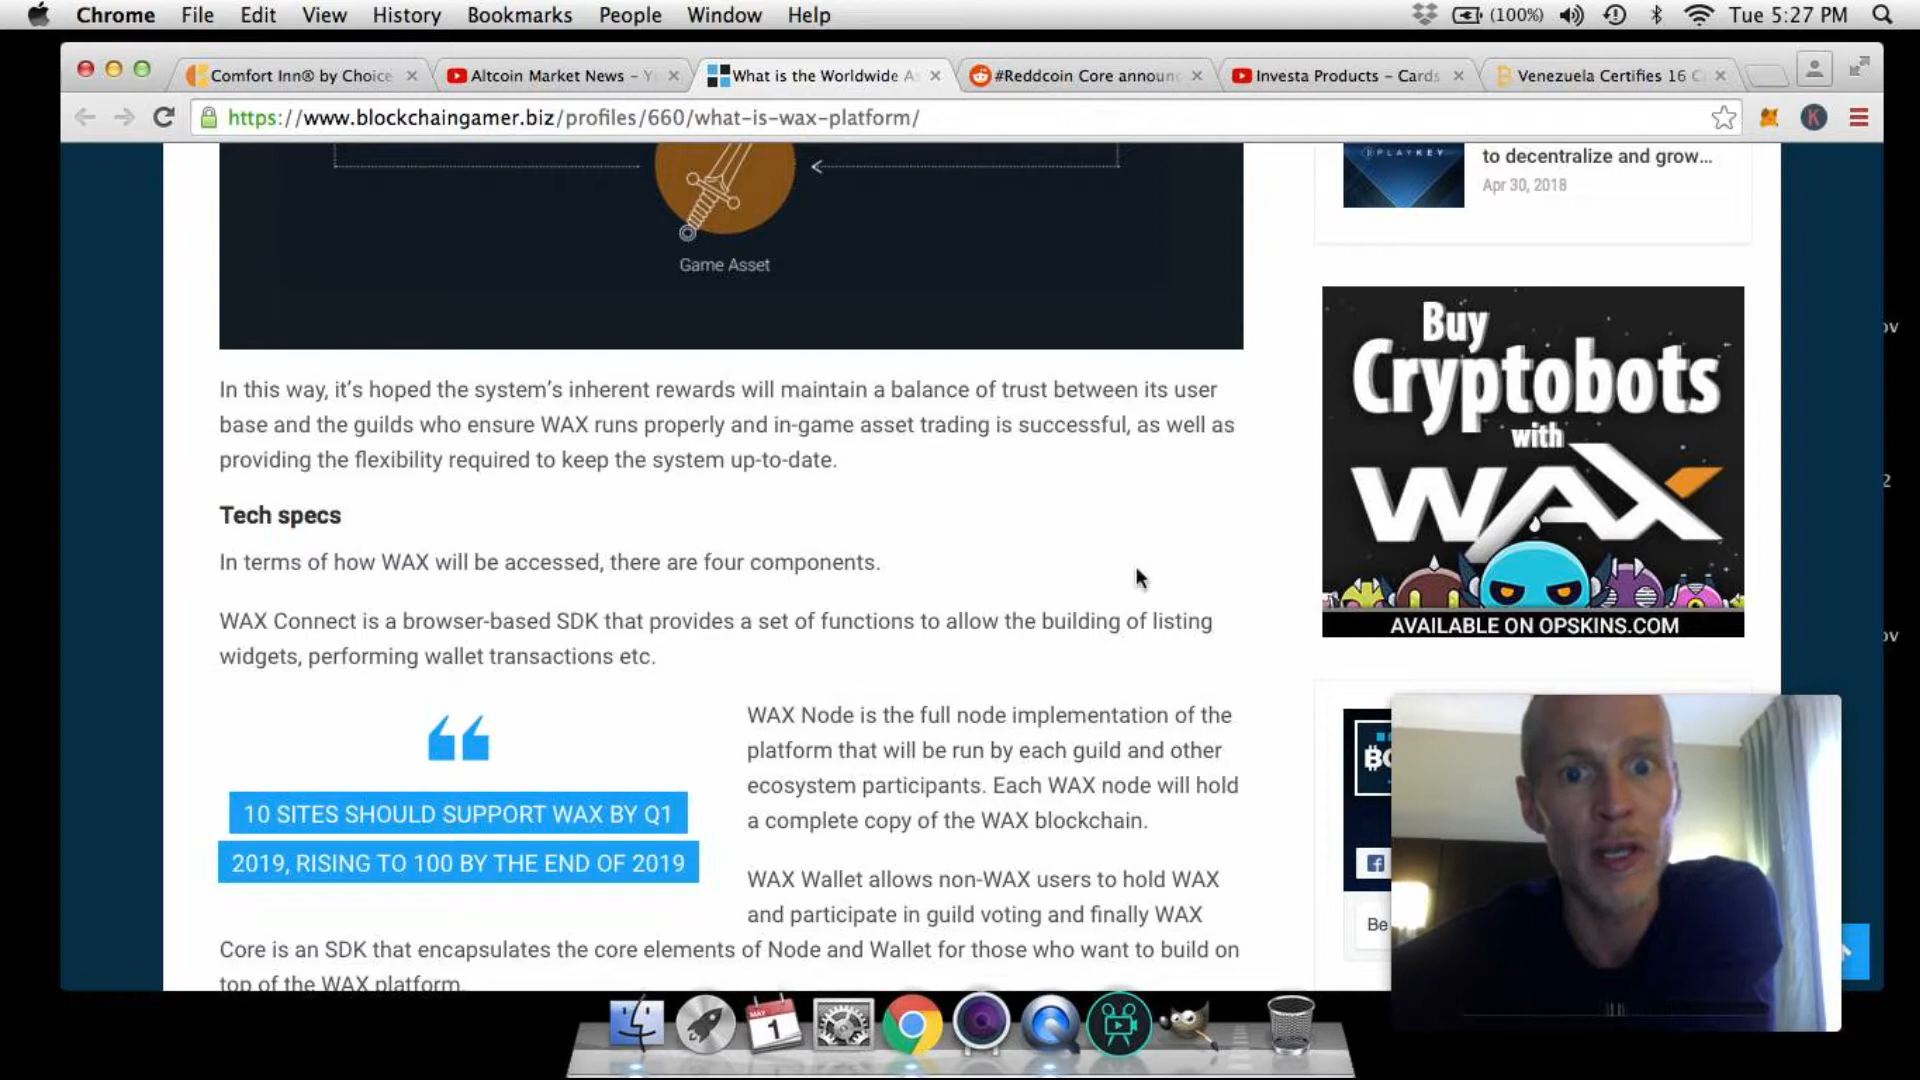 Chrome File Edit View History Bookmarks People Window Help (100%) Tue 5:27 PM
Comfort Inn® by Choice Altcoin Market News – Y What is the Worldwide A #Reddcoin Core announ Investa Products – Cards Venezuela Certifies 16 C
https://www.blockchaingamer.biz/profiles/660/what-is-wax-platform/ K
Game Asset
In this way, it's hoped the system's inherent rewards will maintain a balance of trust between its user
base and the guilds who ensure WAX runs properly and in-game asset trading is successful, as well as
providing the flexibility required to keep the system up-to-date.
Tech specs
In terms of how WAX will be accessed, there are four components.
WAX Connect is a browser-based SDK that provides a set of functions to allow the building of listing
widgets, performing wallet transactions etc.
10 SITES SHOULD SUPPORT WAX BY Q1
2019, RISING TO 100 BY THE END OF 2019
WAX Node is the full node implementation of the
platform that will be run by each guild and other
ecosystem participants. Each WAX node will hold
a complete copy of the WAX blockchain.
WAX Wallet allows non-WAX users to hold WAX
and participate in guild voting and finally WAX
Core is an SDK that encapsulates the core elements of Node and Wallet for those who want to build on
top of the WAX platform.
PLAYKEY
to decentralize and grow...
Apr 30, 2018
Buy
Cryptobots
with
WAX
AVAILABLE ON OPSKINS.COM
Be
ov
2
ov
MAY
1